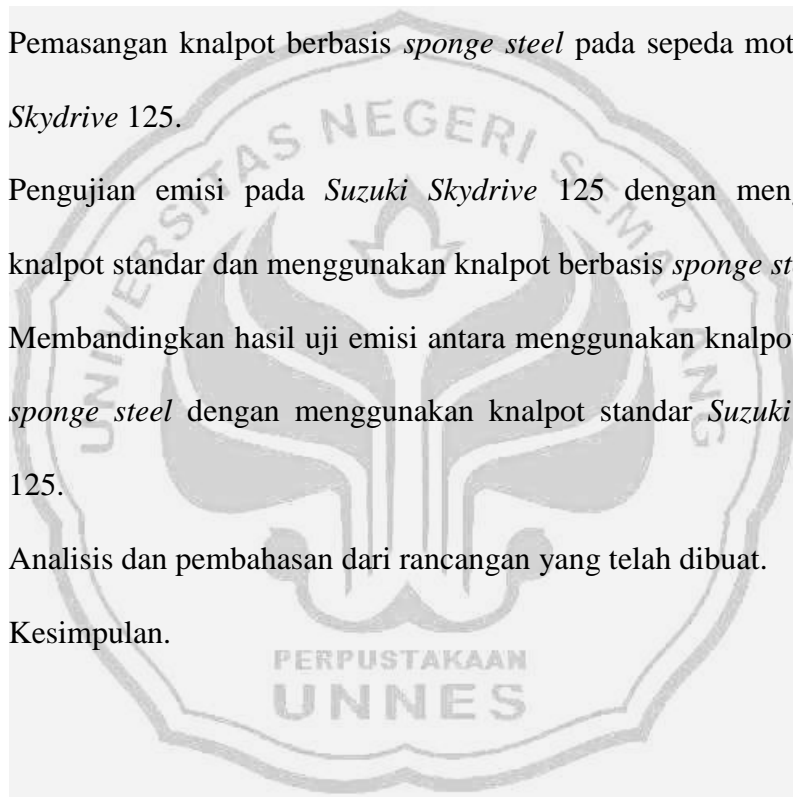 Pemasangan knalpot berbasis sponge steel pada sepeda mot
Skydrive 125.
Pengujian emisi pada Suzuki Skydrive 125 dengan meng
knalpot standar dan menggunakan knalpot berbasis sponge st
Membandingkan hasil uji emisi antara menggunakan knalpo
sponge steel dengan menggunakan knalpot standar Suzuki
125.
Analisis dan pembahasan dari rancangan yang telah dibuat.
Kesimpulan.
UNIVERSITAS NEGERI SEMARANG
PERPUSTAKAAN
UNNES